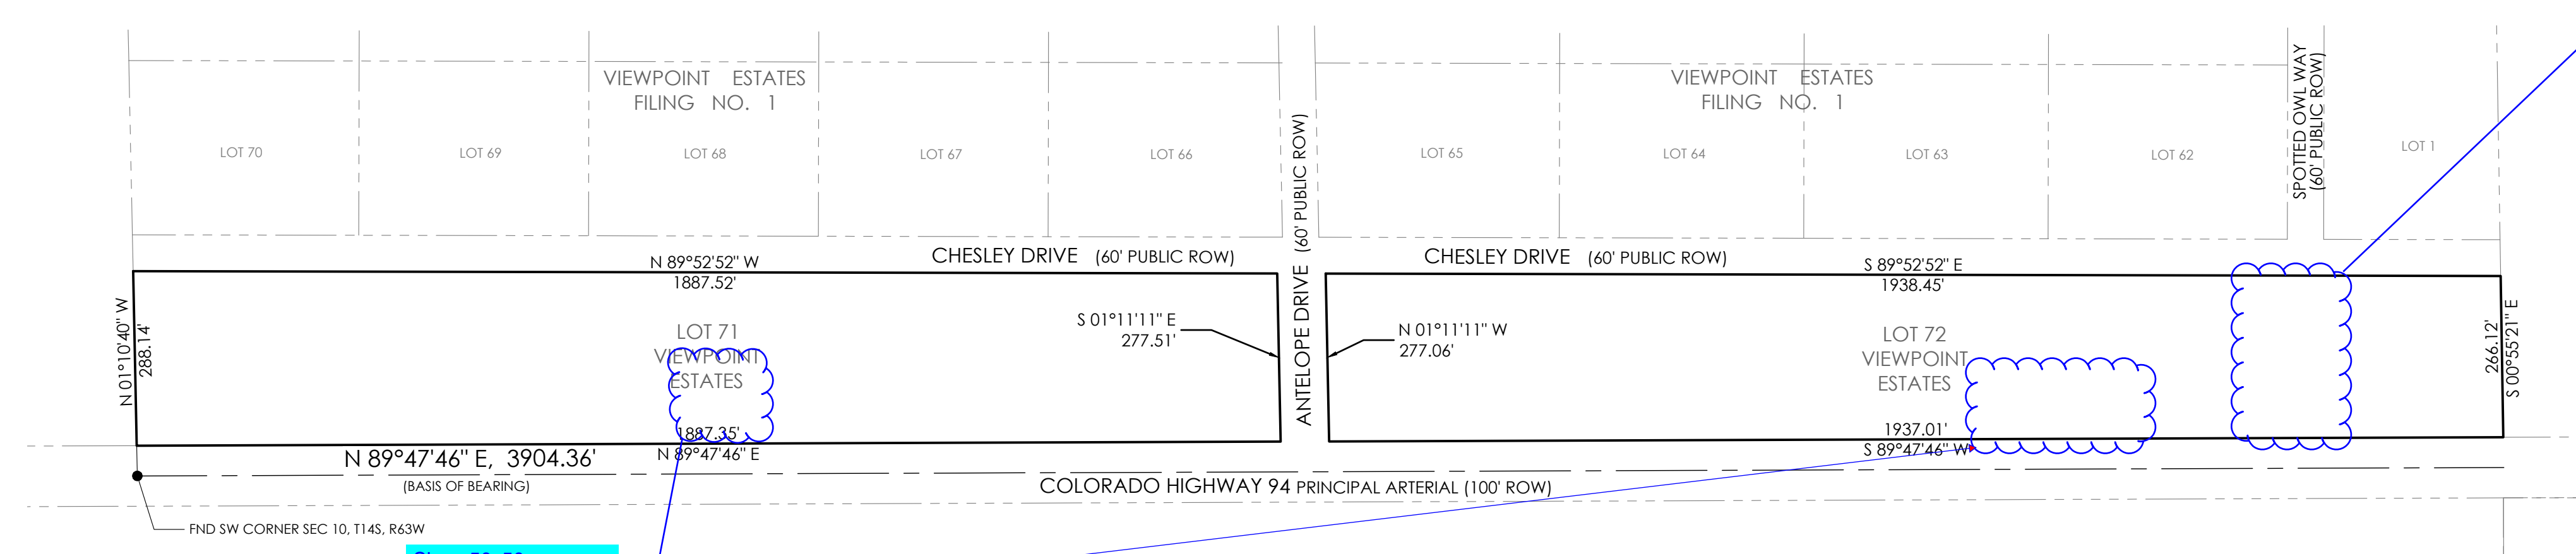 VIEWPOINT ESTATES
FILING NO. 1
VIEWPOINT ESTATES
FILING NO. 1
SPOTTED OWL WAY
(60' PUBLIC ROW)
LOT 70
LOT 69
LOT 68
LOT 67
LOT 66
LOT 65
LOT 64
LOT 63
LOT 62
LOT 1
ANTELOPE DRIVE (60' PUBLIC ROW)
CHESLEY DRIVE (60' PUBLIC ROW)
CHESLEY DRIVE (60' PUBLIC ROW)
N 89°52'52" W
1887.52'
S 89°52'52" E
1938.45'
N 01°10'40" W
288.14'
LOT 71
VIEWPOINT
ESTATES
S 01°11'11" E
277.51'
N 01°11'11" W
277.06'
LOT 72
VIEWPOINT
ESTATES
266.12'
S 00°55'21" E
1887.35'
N 89°47'46" E
1937.01'
S 89°47'46" W
N 89°47'46" E, 3904.36'
(BASIS OF BEARING)
COLORADO HIGHWAY 94 PRINCIPAL ARTERIAL (100' ROW)
FND SW CORNER SEC 10, T14S, R63W